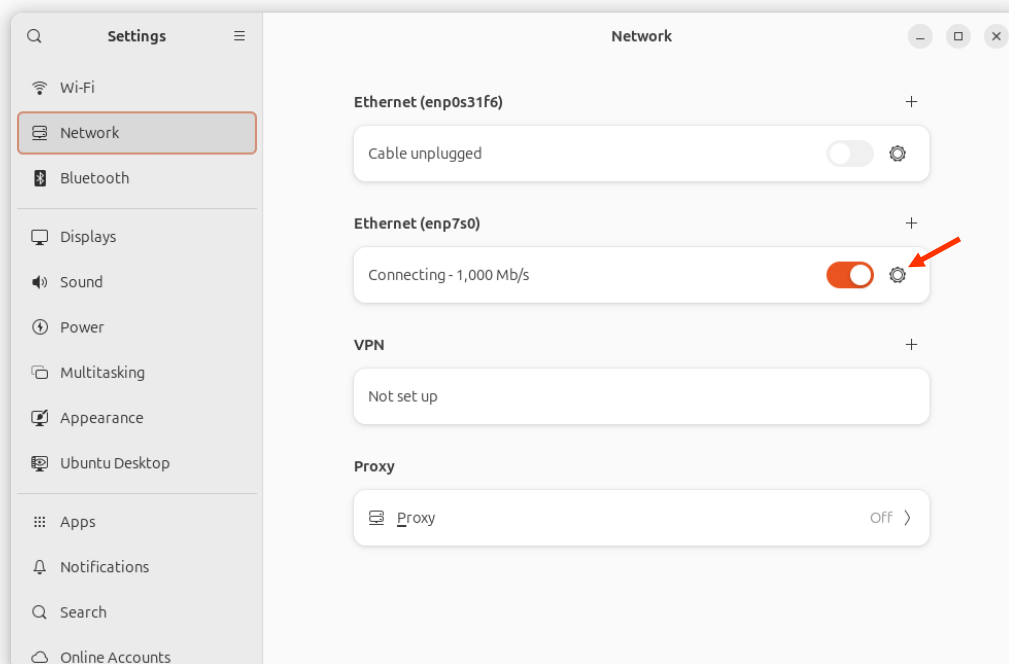 Settings
Network
Wi-Fi
Network
Bluetooth
Displays
Sound
Power
Multitasking
Appearance
Ubuntu Desktop
Apps
Notifications
Search
Online Accounts
Ethernet (enp0s31f6)
Cable unplugged
Ethernet (enp7s0)
Connecting - 1,000 Mb/s
VPN
Not set up
Proxy
Proxy Off